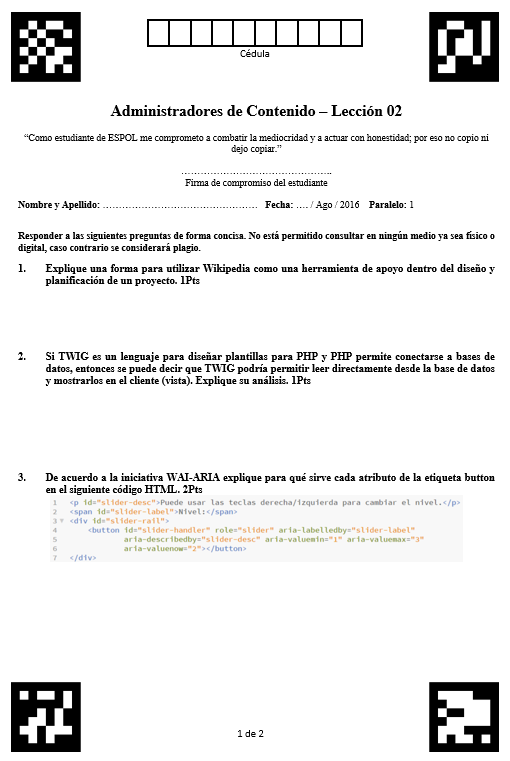 Cédula
Administradores de Contenido – Lección 02
“Como estudiante de ESPOL me comprometo a combatir la mediocridad y a actuar con honestidad; por eso no copio ni
dejo copiar.”
………………………………………..
Firma de compromiso del estudiante
Nombre y Apellido: ………………………………………… Fecha: …. / Ago / 2016 Paralelo: 1
Responder a las siguientes preguntas de forma concisa. No está permitido consultar en ningún medio ya sea físico o
digital, caso contrario se considerará plagio.
1. Explique una forma para utilizar Wikipedia como una herramienta de apoyo dentro del diseño y
planificación de un proyecto. 1Pts
2. Si TWIG es un lenguaje para diseñar plantillas para PHP y PHP permite conectarse a bases de
datos, entonces se puede decir que TWIG podría permitir leer directamente desde la base de datos
y mostrarlos en el cliente (vista). Explique su análisis. 1Pts
3. De acuerdo a la iniciativa WAI-ARIA explique para qué sirve cada atributo de la etiqueta button
en el siguiente código HTML. 2Pts
1 <p id="slider-desc">Puede usar las teclas derecha/izquierda para cambiar el nivel.</p>
2 <span id="slider-label">Nivel:</span>
3 <div id="slider-rail">
4 <button id="slider-handler" role="slider" aria-labelledby="slider-label"
5 aria-describedby="slider-desc" aria-valuemin="1" aria-valuemax="3"
6 aria-valuenow="2"></button>
7 </div>
1 de 2